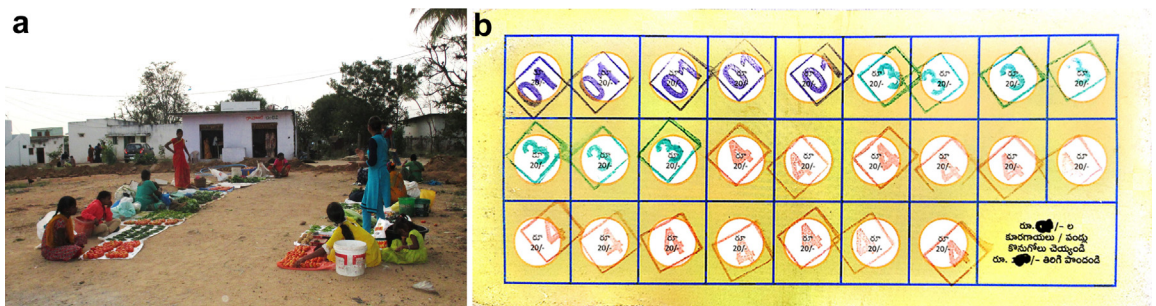 a
b
రూ రూ రూ రూ రూ రూ రూ రూ రూ
20/- 20/- 20/- 20/- 20/- 20/- 20/- 20/- 20/-
01 01 01 01 01 3 3 3 3
రూ రూ రూ రూ రూ రూ రూ రూ రూ
20/- 20/- 20/- 20/- 20/- 20/- 20/- 20/- 20/-
3 3 3 4 4 4 4 4
రూ రూ రూ రూ రూ రూ రూ
20/- 20/- 20/- 20/- 20/- 20/- 20/-
4 4 4 4 4 4 4
రూ. /- ల
కూరగాయలు / పండ్లు
కొనుగోలు చేయ్యండి
రూ. /- తిరిగి పొందండి